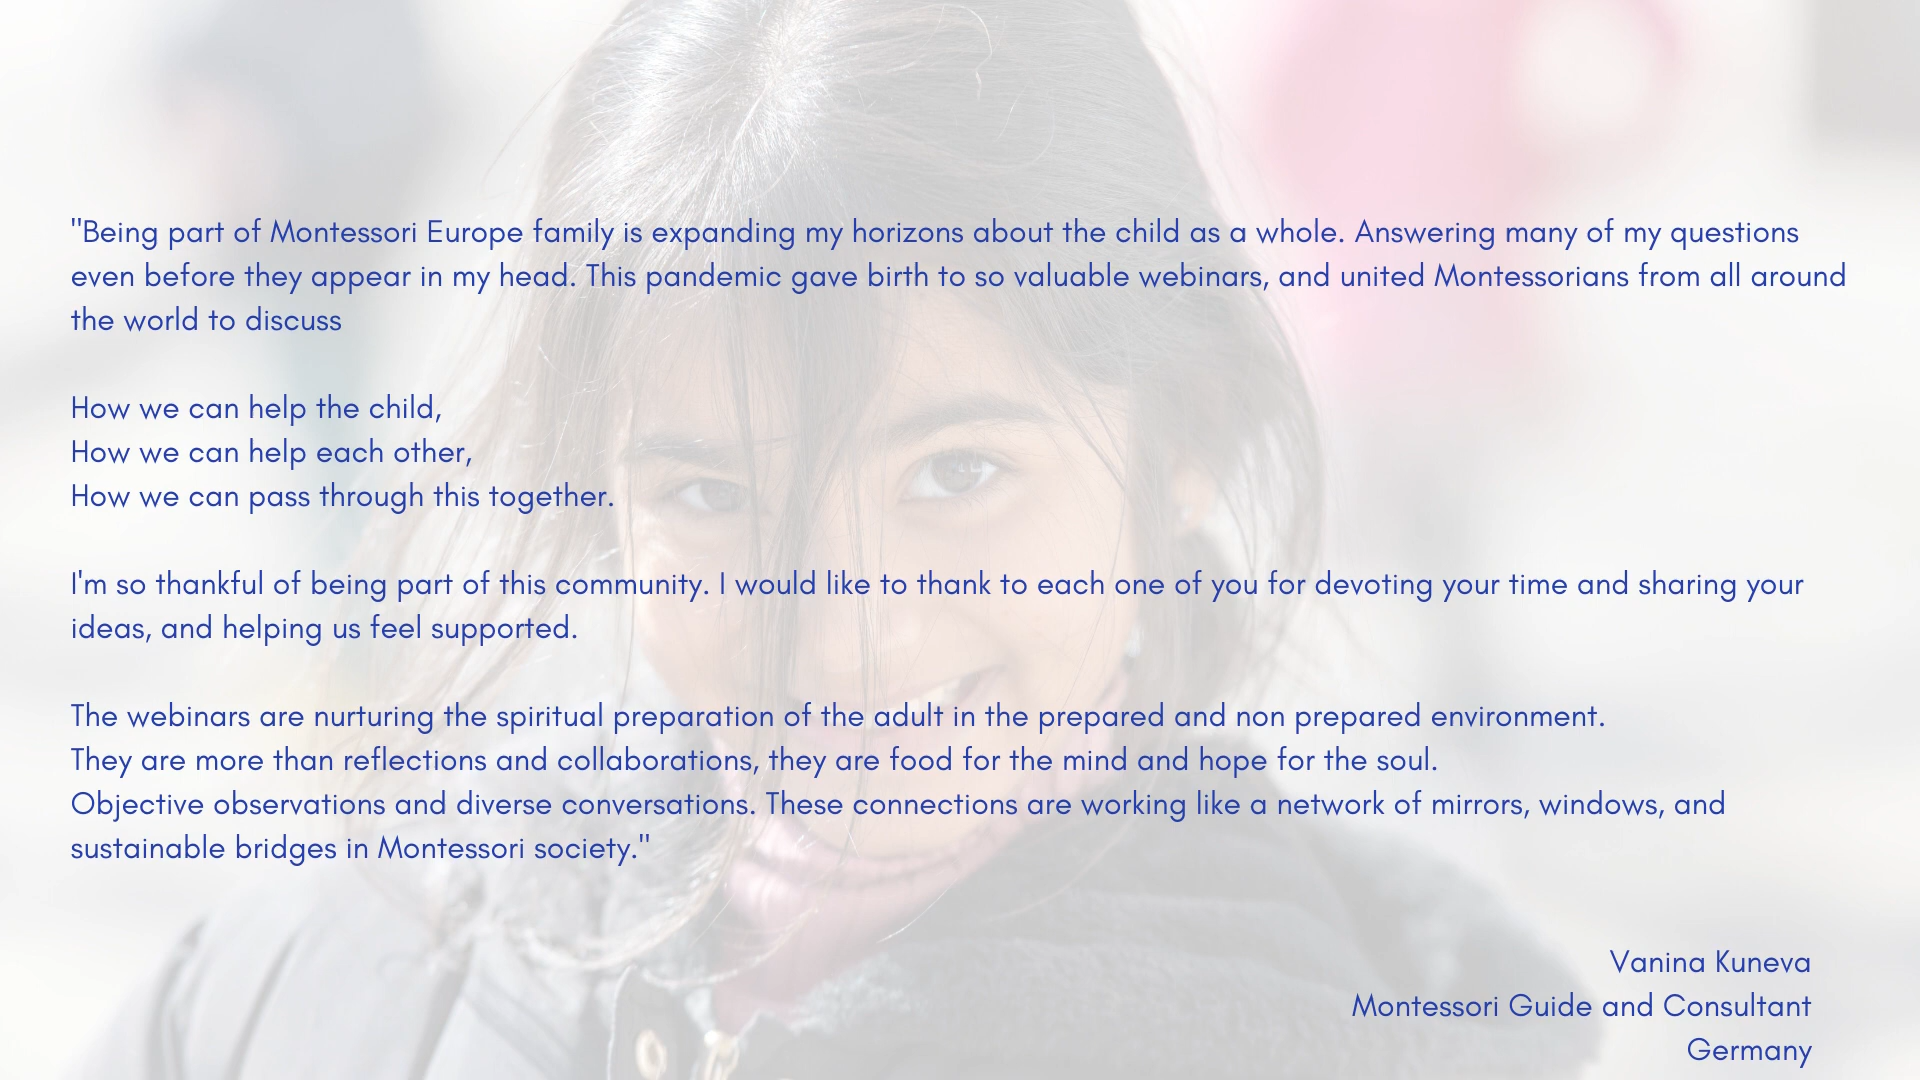 "Being part of Montessori Europe family is expanding my horizons about the child as a whole. Answering many of my questions
even before they appear in my head. This pandemic gave birth to so valuable webinars, and united Montessorians from all around
the world to discuss
How we can help the child,
How we can help each other,
How we can pass through this together.
I'm so thankful of being part of this community. I would like to thank to each one of you for devoting your time and sharing your
ideas, and helping us feel supported.
The webinars are nurturing the spiritual preparation of the adult in the prepared and non prepared environment.
They are more than reflections and collaborations, they are food for the mind and hope for the soul.
Objective observations and diverse conversations. These connections are working like a network of mirrors, windows, and
sustainable bridges in Montessori society."
Vanina Kuneva
Montessori Guide and Consultant
Germany